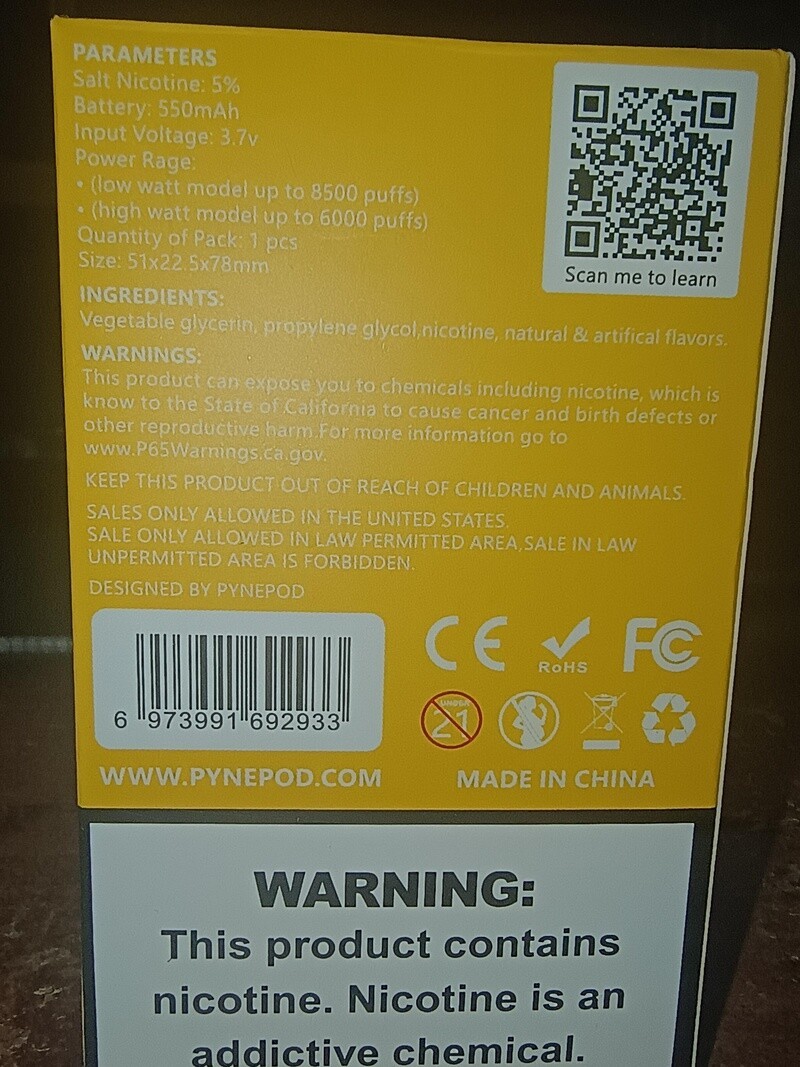 PARAMETERS
Salt Nicotine: 5%
Battery: 550mAh
Input Voltage: 3.7v
Power Rage:
• (low watt model up to 8500 puffs)
• (high watt model up to 6000 puffs)
Quantity of Pack: 1 pcs
Size: 51x22.5x78mm
Scan me to learn
INGREDIENTS:
Vegetable glycerin, propylene glycol,nicotine, natural & artifical flavors.
WARNINGS:
This product can expose you to chemicals including nicotine, which is
know to the State of California to cause cancer and birth defects or
other reproductive harm.For more information go to
www.P65Warnings.ca.gov.
KEEP THIS PRODUCT OUT OF REACH OF CHILDREN AND ANIMALS.
SALES ONLY ALLOWED IN THE UNITED STATES.
SALE ONLY ALLOWED IN LAW PERMITTED AREA,SALE IN LAW
UNPERMITTED AREA IS FORBIDDEN.
DESIGNED BY PYNEPOD
CE
RoHS
FC
6 973991 692933
UNDER
21
WWW.PYNEPOD.COM
MADE IN CHINA
WARNING:
This product contains
nicotine. Nicotine is an
addictive chemical.